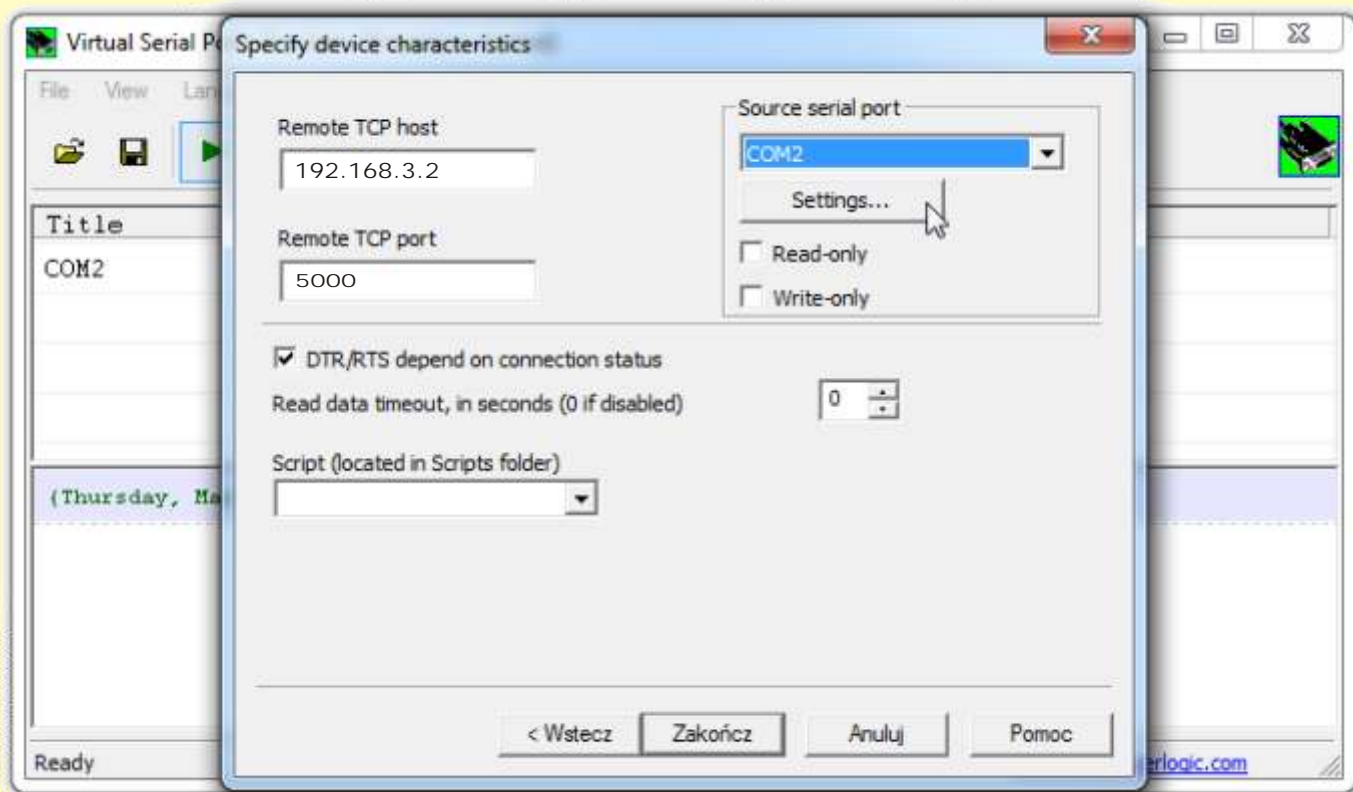 Virtual Serial Po
Specify device characteristics
File View Lan
Remote TCP host
192.168.3.2
Remote TCP port
5000
Source serial port
COM2
Settings...
Read-only
Write-only
Title
COM2
DTR/RTS depend on connection status
Read data timeout, in seconds (0 if disabled)
0
Script (located in Scripts folder)
(Thursday, Ma
< Wstecz
Zakończ
Anuluj
Pomoc
Ready
erlogic.com